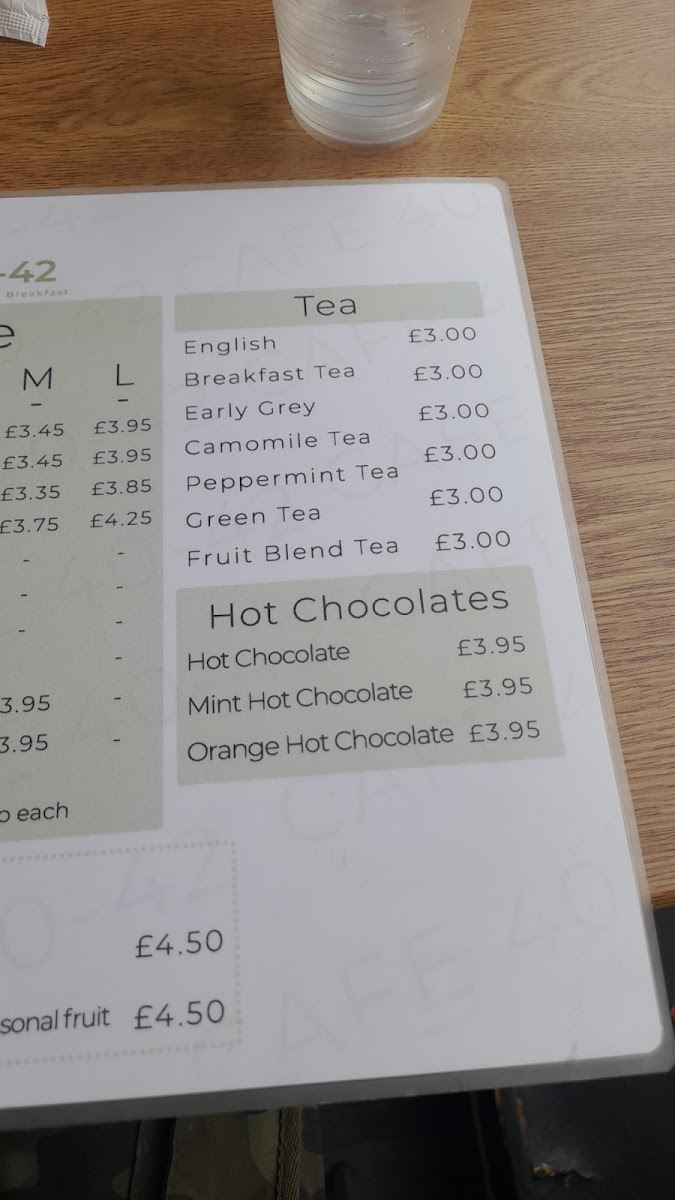 -42
Breakfast
e
M L
- -
£3.45 £3.95
£3.45 £3.95
£3.35 £3.85
£3.75 £4.25
- -
- -
- -
-
3.95 -
3.95 -
each
Tea
English £3.00
Breakfast Tea £3.00
Early Grey £3.00
Camomile Tea £3.00
Peppermint Tea
Green Tea £3.00
Fruit Blend Tea £3.00
Hot Chocolates
Hot Chocolate £3.95
Mint Hot Chocolate £3.95
Orange Hot Chocolate £3.95
£4.50
sonal fruit £4.50
CAFE 40